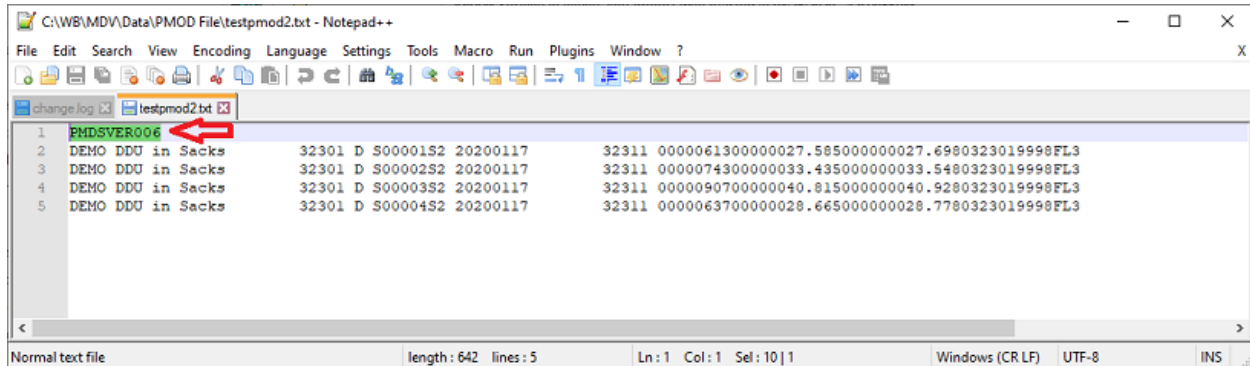 C:\WB\MDV\Data\PMOD File\testpmod2.txt - Notepad++
File Edit Search View Encoding Language Settings Tools Macro Run Plugins Window ? X
change.log testpmod2.txt
1 PMDSVER006
2 DEMO DDU in Sacks 32301 D S00001S2 20200117 32311 0000061300000027.585000000027.6980323019998FL3
3 DEMO DDU in Sacks 32301 D S00002S2 20200117 32311 0000074300000033.435000000033.5480323019998FL3
4 DEMO DDU in Sacks 32301 D S00003S2 20200117 32311 0000090700000040.815000000040.9280323019998FL3
5 DEMO DDU in Sacks 32301 D S00004S2 20200117 32311 0000063700000028.665000000028.7780323019998FL3
Normal text file length : 642 lines : 5 Ln : 1 Col : 1 Sel : 10 | 1 Windows (CR LF) UTF-8 INS